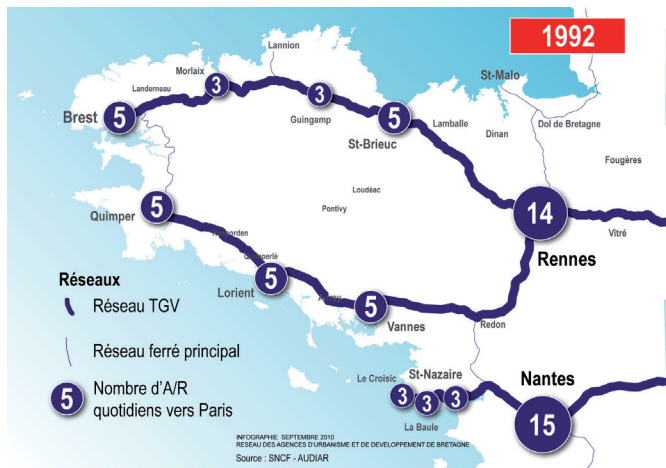 1992
Lannion
Morlaix
3
Landerneau
3
St-Malo
Brest
5
Guingamp
5
St-Brieuc
Lamballe
Dol de Bretagne
Dinan
Fougères
Loudéac
Pontivy
5
Quimper
14
Vitré
Rennes
Rosporden
Quimperlé
Lorient
5
Auray
5
Vannes
Redon
Réseaux
Réseau TGV
Réseau ferré principal
5
Nombre d'A/R
quotidiens vers Paris
St-Nazaire
Le Croisic
3
3
3
La Baule
Nantes
15
INFOGRAPHIE SEPTEMBRE 2010
RESEAU DES AGENCES D'URBANISME ET DE DEVELOPPEMENT DE BRETAGNE
Source : SNCF - AUDIAR